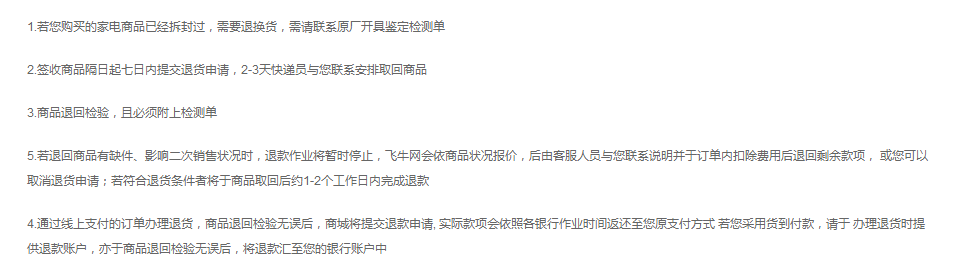 1.若您购买的家电商品已经拆封过，需要退换货，需请联系原厂开具鉴定检测单
2.签收商品隔日起七日内提交退货申请，2-3天快递员与您联系安排取回商品
3.商品退回检验，且必须附上检测单
5.若退回商品有缺件、影响二次销售状况时，退款作业将暂时停止，飞牛网会依商品状况报价，后由客服人员与您联系说明并于订单内扣除费用后退回剩余款项， 或您可以
取消退货申请；若符合退货条件者将于商品取回后约1-2个工作日内完成退款
4.通过线上支付的订单办理退货，商品退回检验无误后，商城将提交退款申请, 实际款项会依照各银行作业时间返还至您原支付方式 若您采用货到付款，请于 办理退货时提
供退款账户，亦于商品退回检验无误后，将退款汇至您的银行账户中